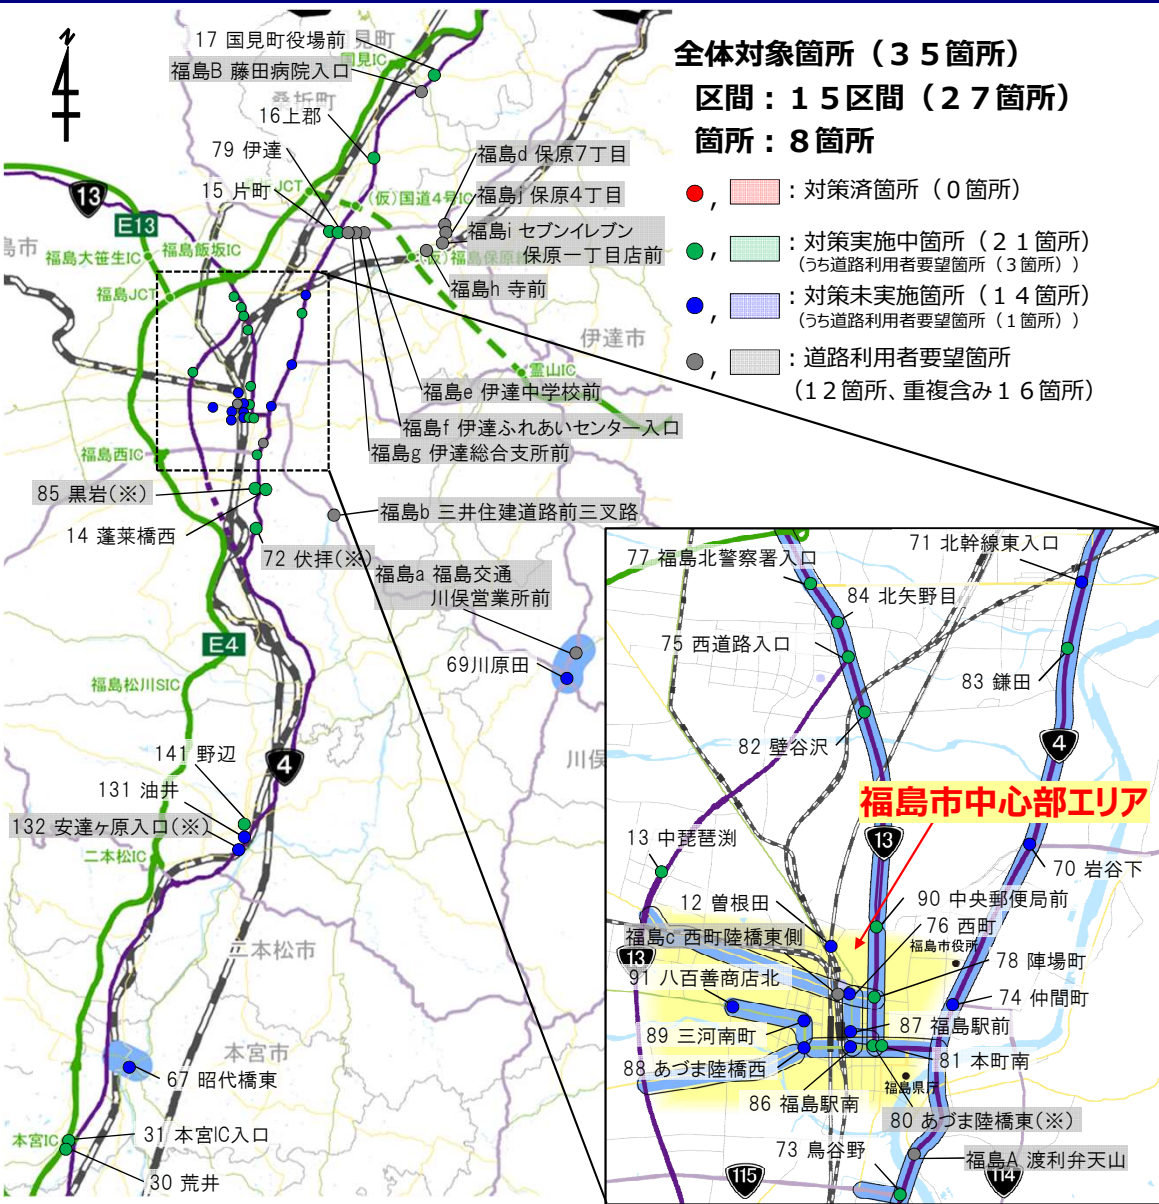 全体対象箇所（３５箇所）
区間：１５区間（２７箇所）
箇所：８箇所
，：対策済箇所（０箇所）
，：対策実施中箇所（２１箇所）
（うち道路利用者要望箇所（３箇所））
，：対策未実施箇所（１４箇所）
（うち道路利用者要望箇所（１箇所））
，：道路利用者要望箇所
（１２箇所、重複含み１６箇所）
17 国見町役場前
見町
国見IC
福島B 藤田病院入口
桑折町
16上郡
79 伊達
15 片町
JCT
(仮)国道4号IC
福島d 保原7丁目
福島j 保原4丁目
福島i セブンイレブン
保原一丁目店前
(仮)福島保原線
福島h 寺前
13
E13
島市
福島大笹生IC
福島飯坂IC
福島JCT
伊達市
霊山IC
福島e 伊達中学校前
福島f 伊達ふれあいセンター入口
福島g 伊達総合支所前
福島西IC
85 黒岩(※)
14 蓬莱橋西
72 伏拝(※)
福島b 三井住建道路前三叉路
福島a 福島交通
川俣営業所前
69川原田
E4
福島松川SIC
川俣
4
141 野辺
131 油井
132 安達ヶ原入口(※)
二本松IC
二本松市
本宮市
67 昭代橋東
本宮IC
31 本宮IC入口
30 荒井
77 福島北警察署入口
71 北幹線東入口
84 北矢野目
75 西道路入口
83 鎌田
82 壁谷沢
4
福島市中心部エリア
13
13 中琵琶渕
70 岩谷下
12 曽根田
90 中央郵便局前
福島c 西町陸橋東側
76 西町
福島市役所
13
91 八百善商店北
78 陣場町
74 仲間町
89 三河南町
87 福島駅前
88 あづま陸橋西
81 本町南
福島県庁
86 福島駅南
80 あづま陸橋東(※)
73 鳥谷野
福島A 渡利弁天山
115
114